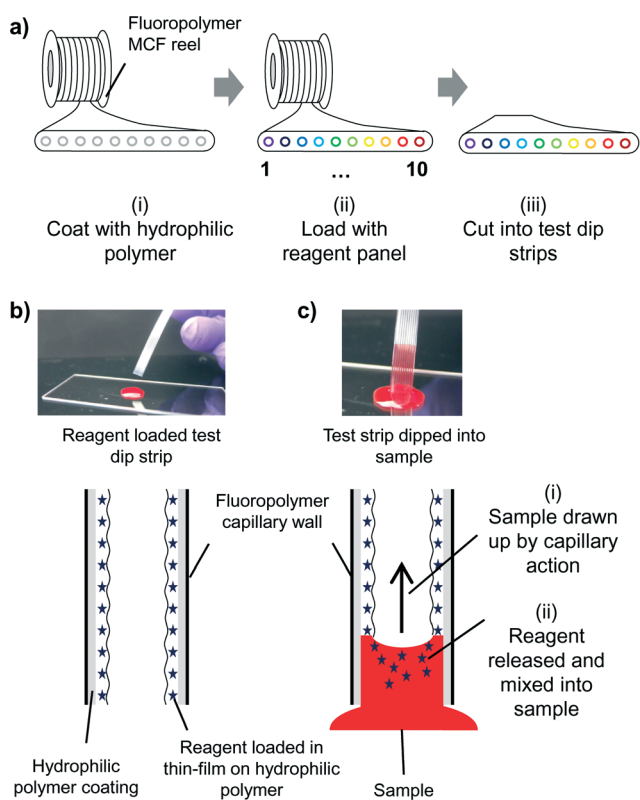 a)
Fluoropolymer
MCF reel
1
...
10
(i)
Coat with hydrophilic
polymer
(ii)
Load with
reagent panel
(iii)
Cut into test dip
strips
b)
Reagent loaded test
dip strip
c)
Test strip dipped into
sample
Fluoropolymer
capillary wall
Hydrophilic
polymer coating
Reagent loaded in
thin-film on hydrophilic
polymer
(i)
Sample drawn
up by capillary
action
(ii)
Reagent
released and
mixed into
sample
Sample